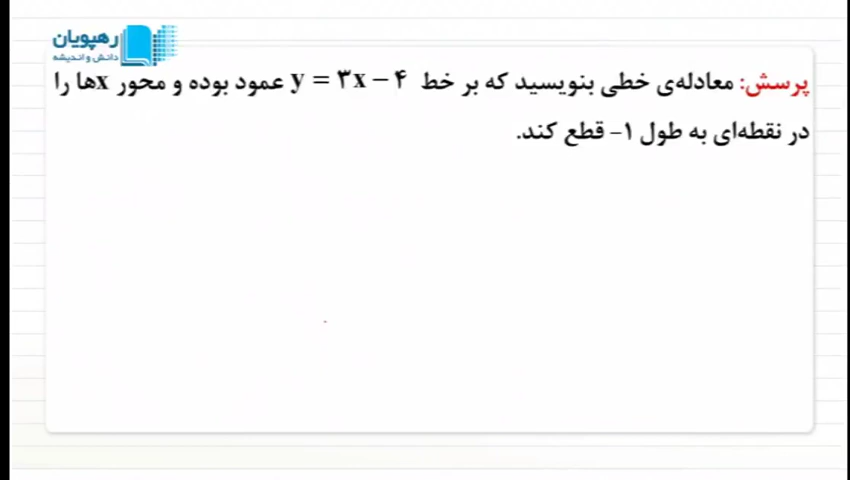 رهپویان
دانش و اندیشه
پرسش: معادله‌ی خطی بنویسید که بر خط y = ۳x – ۴ عمود بوده و محور xها را
در نقطه‌ای به طول ۱- قطع کند.